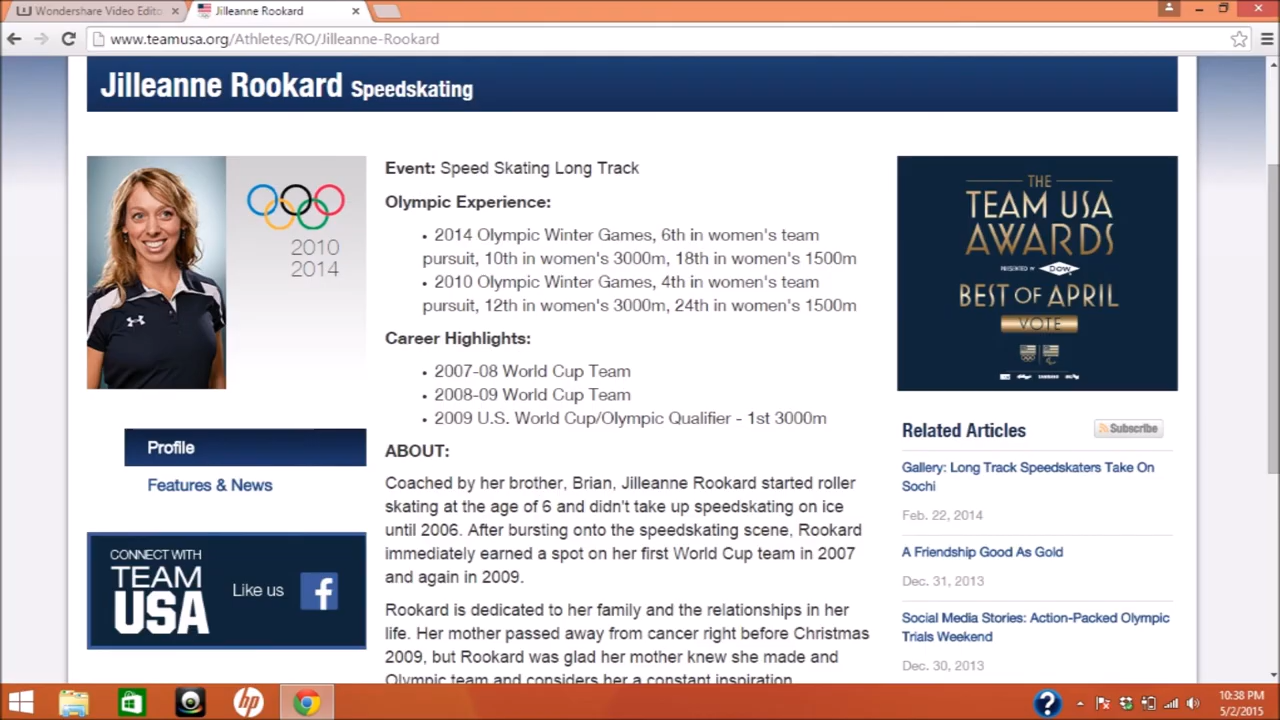 Wondershare Video Edito
Jilleanne Rookard
www.teamusa.org/Athletes/RO/Jilleanne-Rookard
Jilleanne Rookard Speedskating
2010
2014
Profile
Features & News
CONNECT WITH
TEAM
USA
Like us
f
Event: Speed Skating Long Track
Olympic Experience:
• 2014 Olympic Winter Games, 6th in women's team
pursuit, 10th in women's 3000m, 18th in women's 1500m
• 2010 Olympic Winter Games, 4th in women's team
pursuit, 12th in women's 3000m, 24th in women's 1500m
Career Highlights:
• 2007-08 World Cup Team
• 2008-09 World Cup Team
• 2009 U.S. World Cup/Olympic Qualifier - 1st 3000m
ABOUT:
Coached by her brother, Brian, Jilleanne Rookard started roller
skating at the age of 6 and didn't take up speedskating on ice
until 2006. After bursting onto the speedskating scene, Rookard
immediately earned a spot on her first World Cup team in 2007
and again in 2009.
Rookard is dedicated to her family and the relationships in her
life. Her mother passed away from cancer right before Christmas
2009, but Rookard was glad her mother knew she made and
Olympic team and considers her a constant inspiration.
THE
TEAM USA
AWARDS
PRESENTED BY DOW
BEST OF APRIL
VOTE
Related Articles
Subscribe
Gallery: Long Track Speedskaters Take On
Sochi
Feb. 22, 2014
A Friendship Good As Gold
Dec. 31, 2013
Social Media Stories: Action-Packed Olympic
Trials Weekend
Dec. 30, 2013
hp
?
10:38 PM
5/2/2015